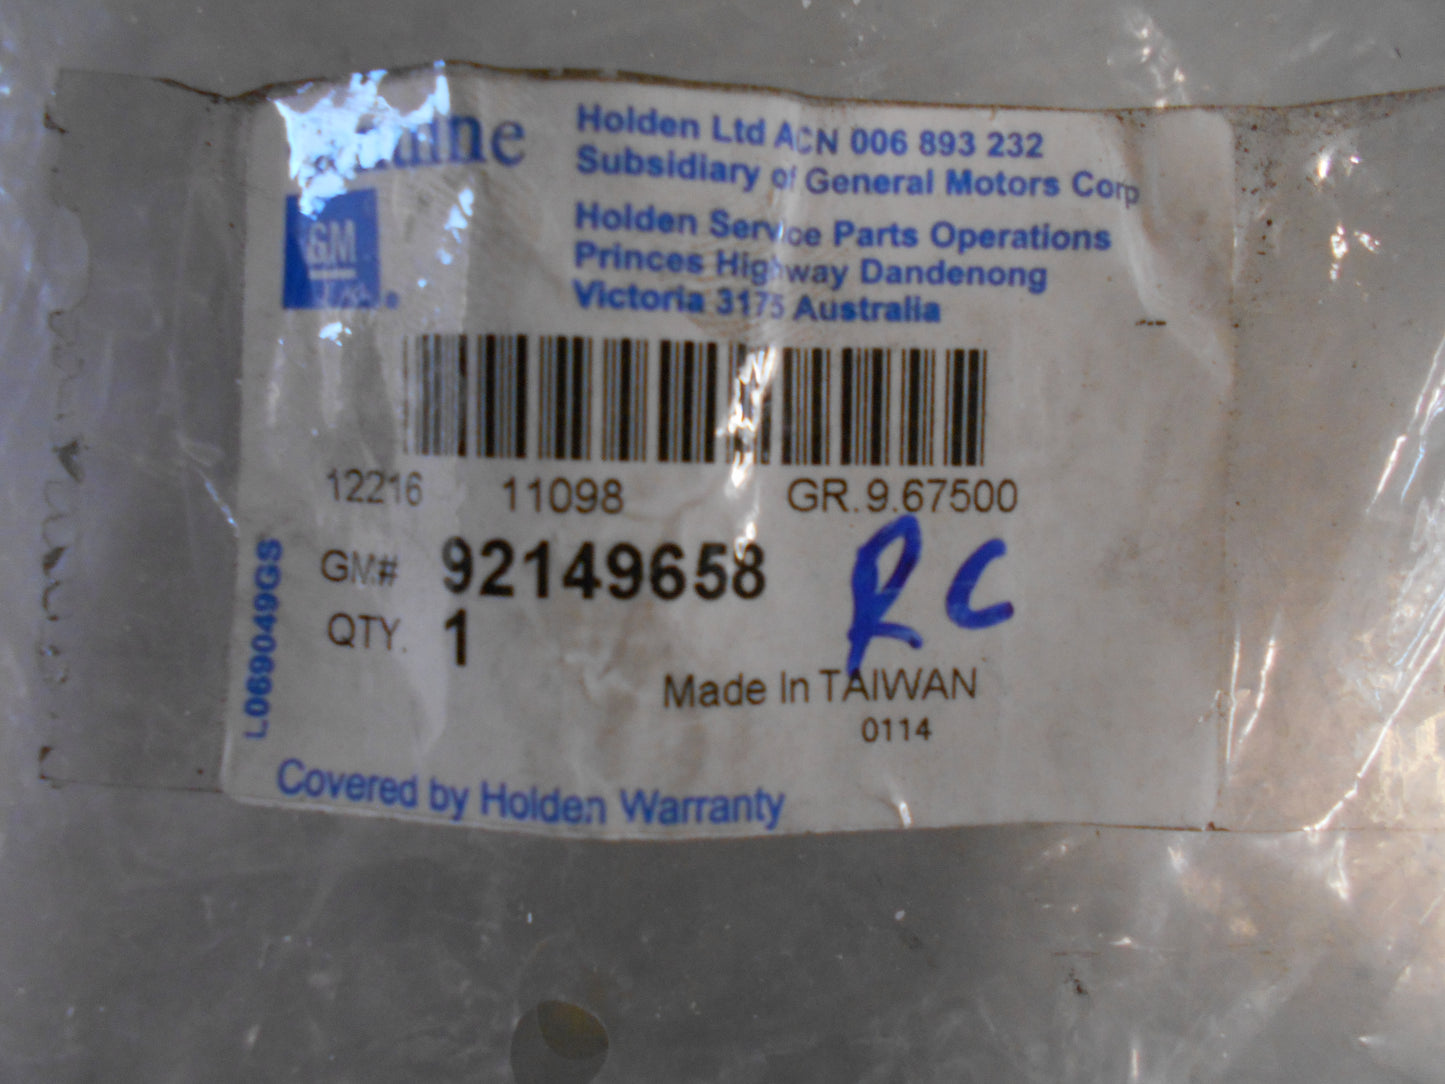 Holden Ltd ACN 006 893 232
Subsidiary of General Motors Corp
GM
Holden Service Parts Operations
Princes Highway Dandenong
Victoria 3175 Australia
12216 11098 GR. 9.67500
GM# 92149658
RC
QTY. 1
Made In TAIWAN
0114
L069049GS
Covered by Holden Warranty